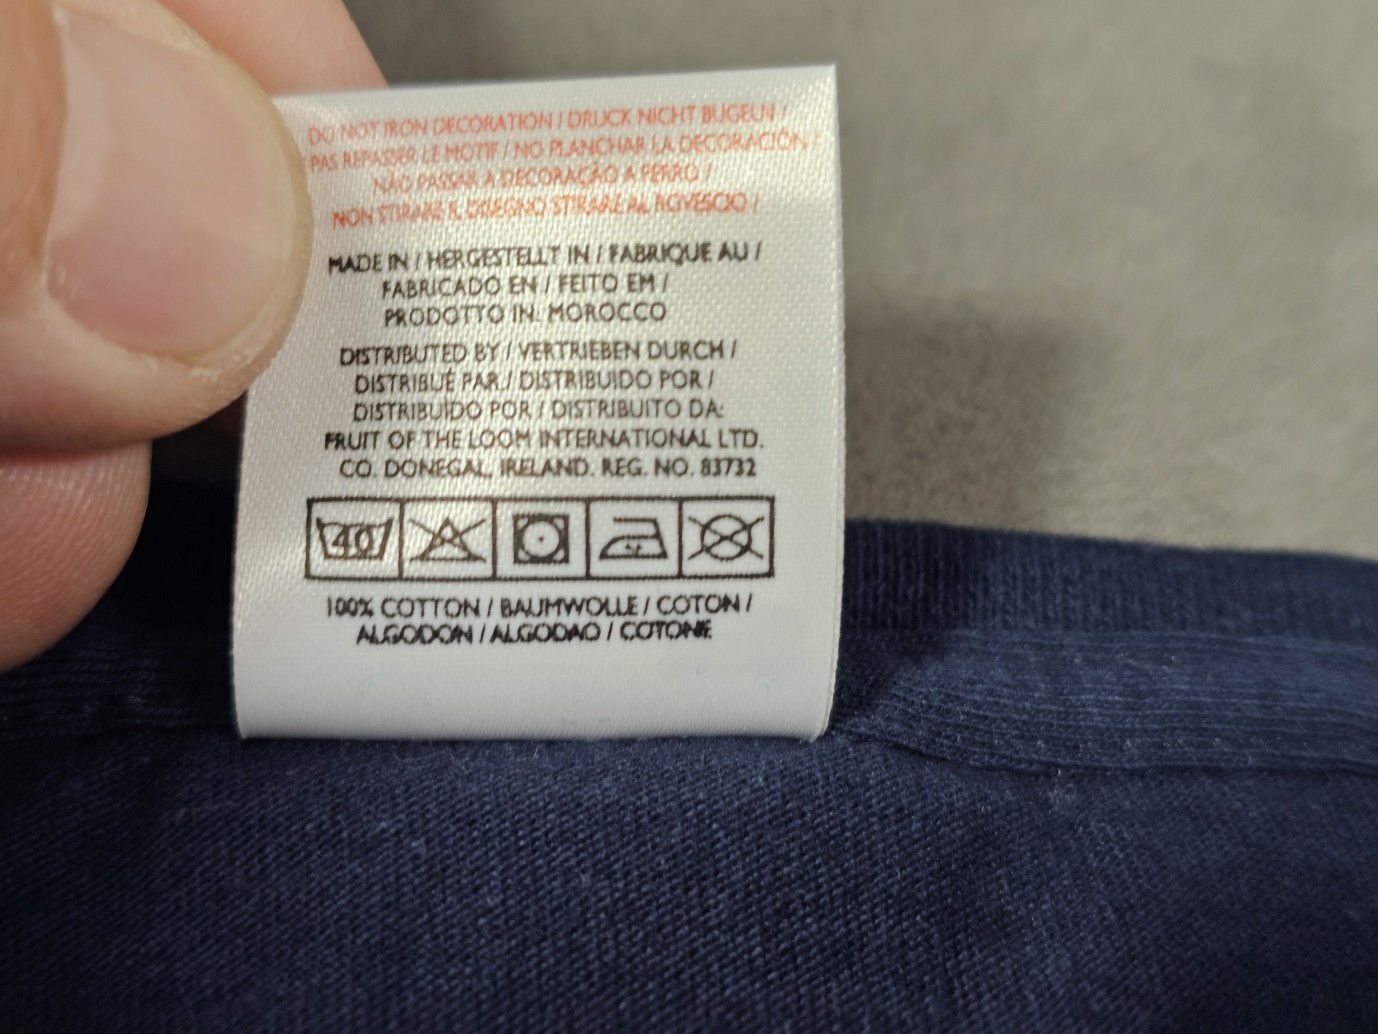 DO NOT IRON DECORATION / DRUCK NICHT BÜGELN /
PAS REPASSER LE MOTIF / NO PLANCHAR LA DECORACIÓN /
NÃO PASSAR A DECORAÇÃO A FERRO /
NON STIRARE IL DISEGNO STIRARE AL ROVESCIO /
MADE IN / HERGESTELLT IN / FABRIQUE AU /
FABRICADO EN / FEITO EM /
PRODOTTO IN: MOROCCO
DISTRIBUTED BY / VERTRIEBEN DURCH /
DISTRIBUÉ PAR / DISTRIBUIDO POR /
DISTRIBUÍDO POR / DISTRIBUITO DA:
FRUIT OF THE LOOM INTERNATIONAL LTD.
CO. DONEGAL, IRELAND. REG. NO. 83732
40
100% COTTON / BAUMWOLLE / COTON /
ALGODON / ALGODAO / COTONE